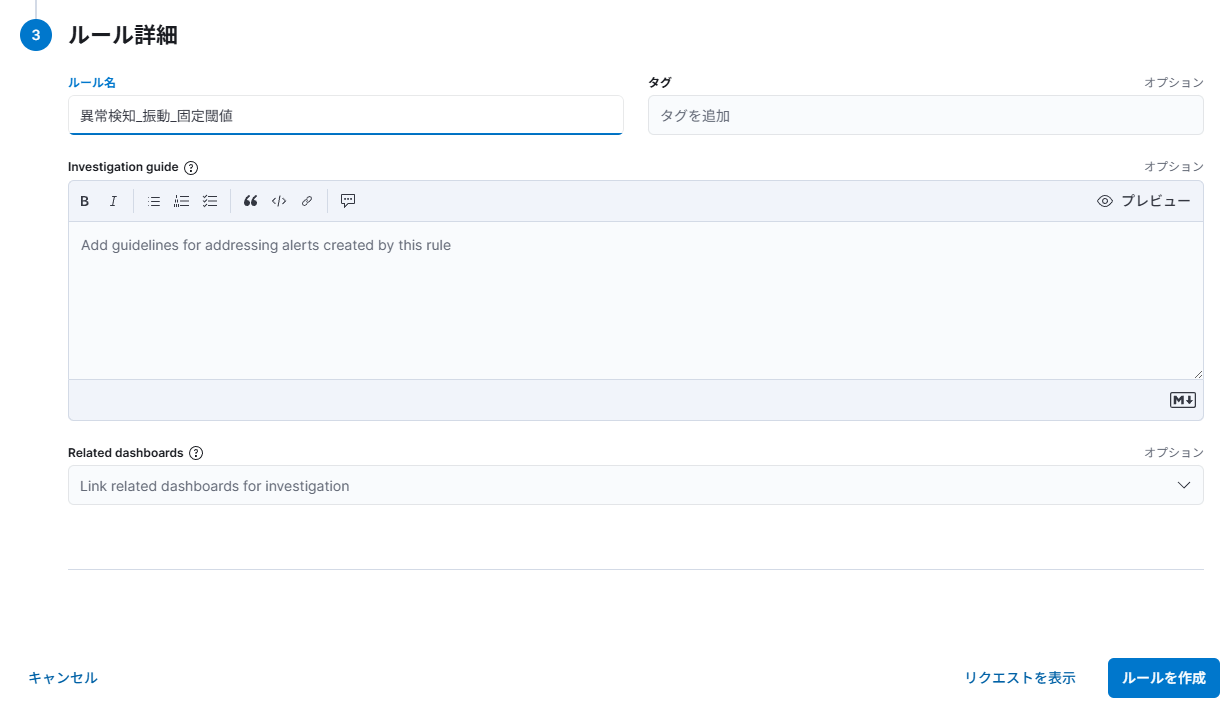 3 ルール詳細
ルール名
異常検知_振動_固定閾値
タグ オプション
タグを追加
Investigation guide ? オプション
B I プレビュー
Add guidelines for addressing alerts created by this rule
M
Related dashboards ? オプション
Link related dashboards for investigation
キャンセル リクエストを表示 ルールを作成